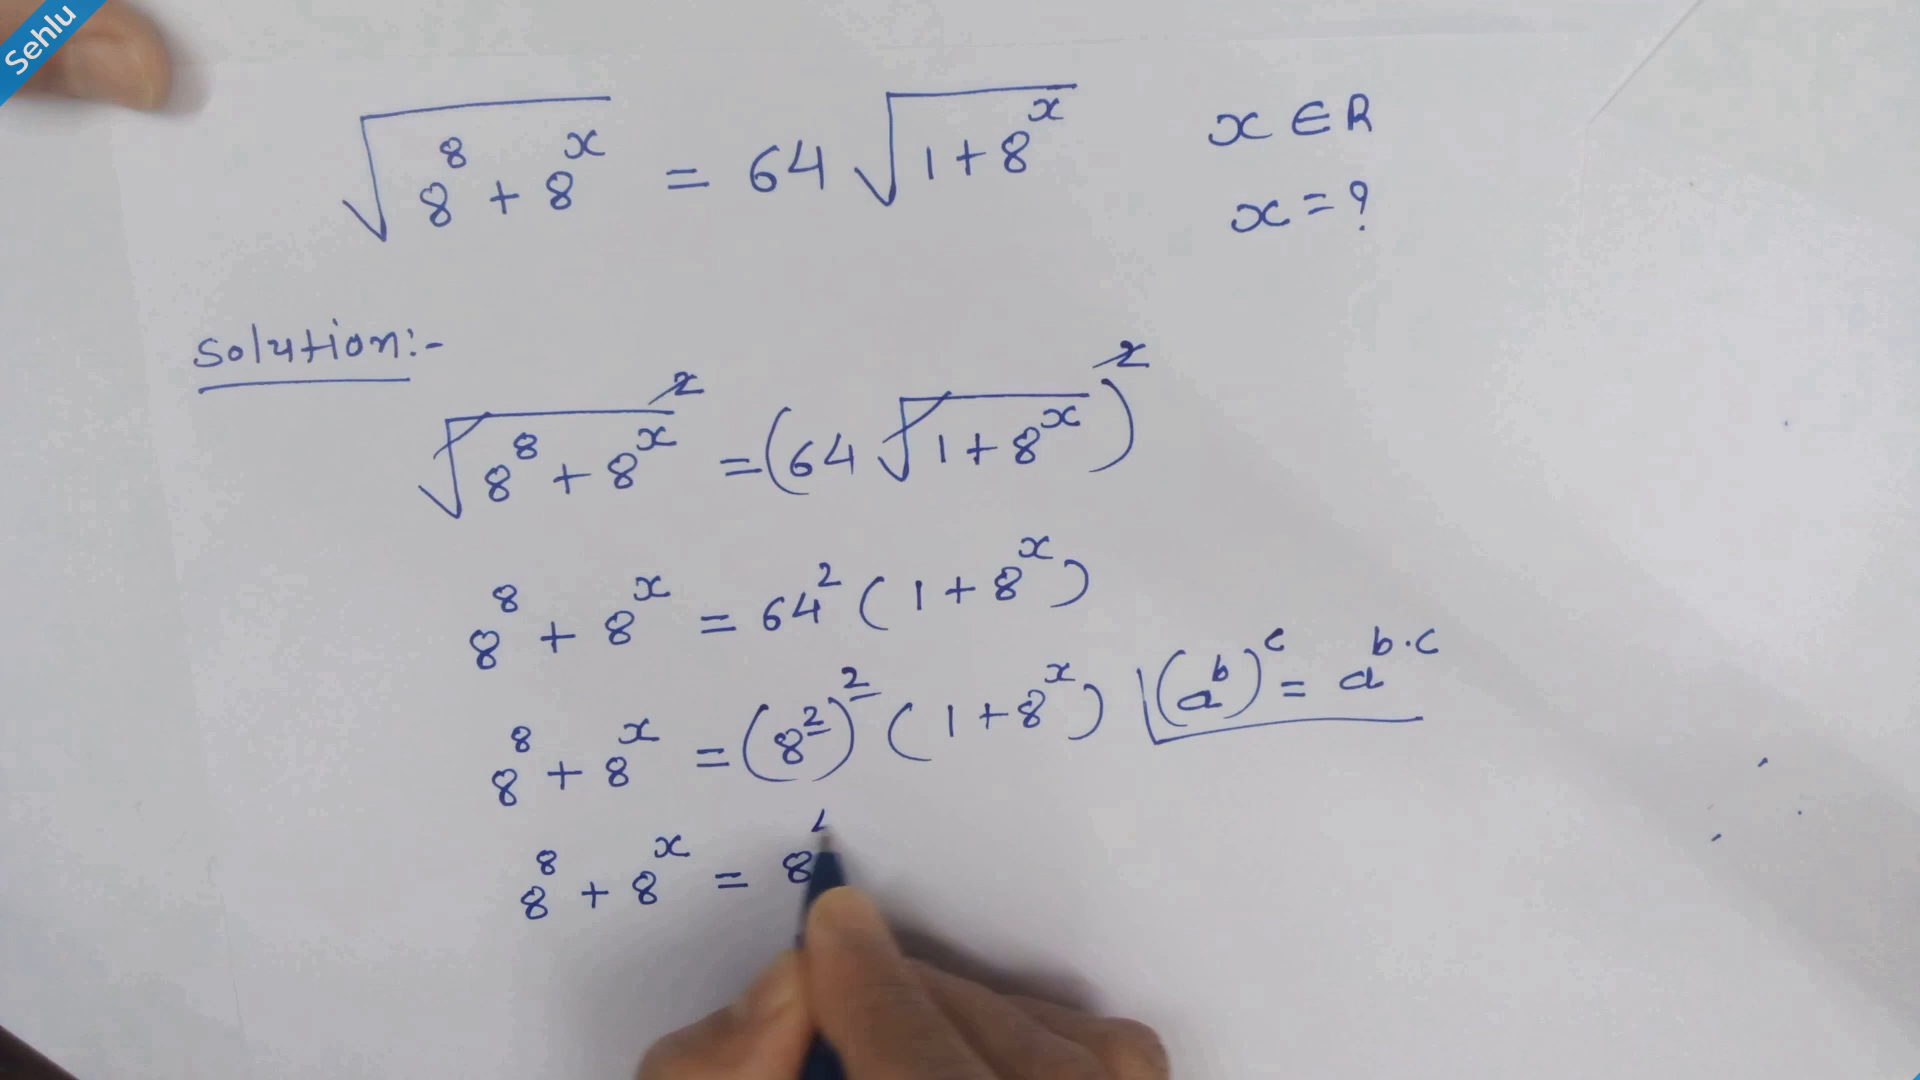 Sehlu
√(8^8 + 8^x) = 64 √(1 + 8^x) x ∈ R
x = ?
Solution:-
√(8^8 + 8^x)^2 = (64 √(1 + 8^x))^2
8^8 + 8^x = 64^2 (1 + 8^x)
8^8 + 8^x = (8^2)^2 (1 + 8^x) (a^b)^c = a^b·c
8^8 + 8^x = 8^4